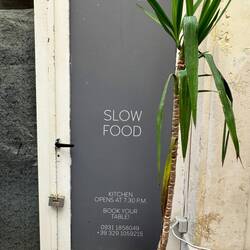 SLOW
FOOD
KITCHEN
OPENS AT 7.30 P.M.
BOOK YOUR
TABLE!
0931 1856049
+39 329 1059215